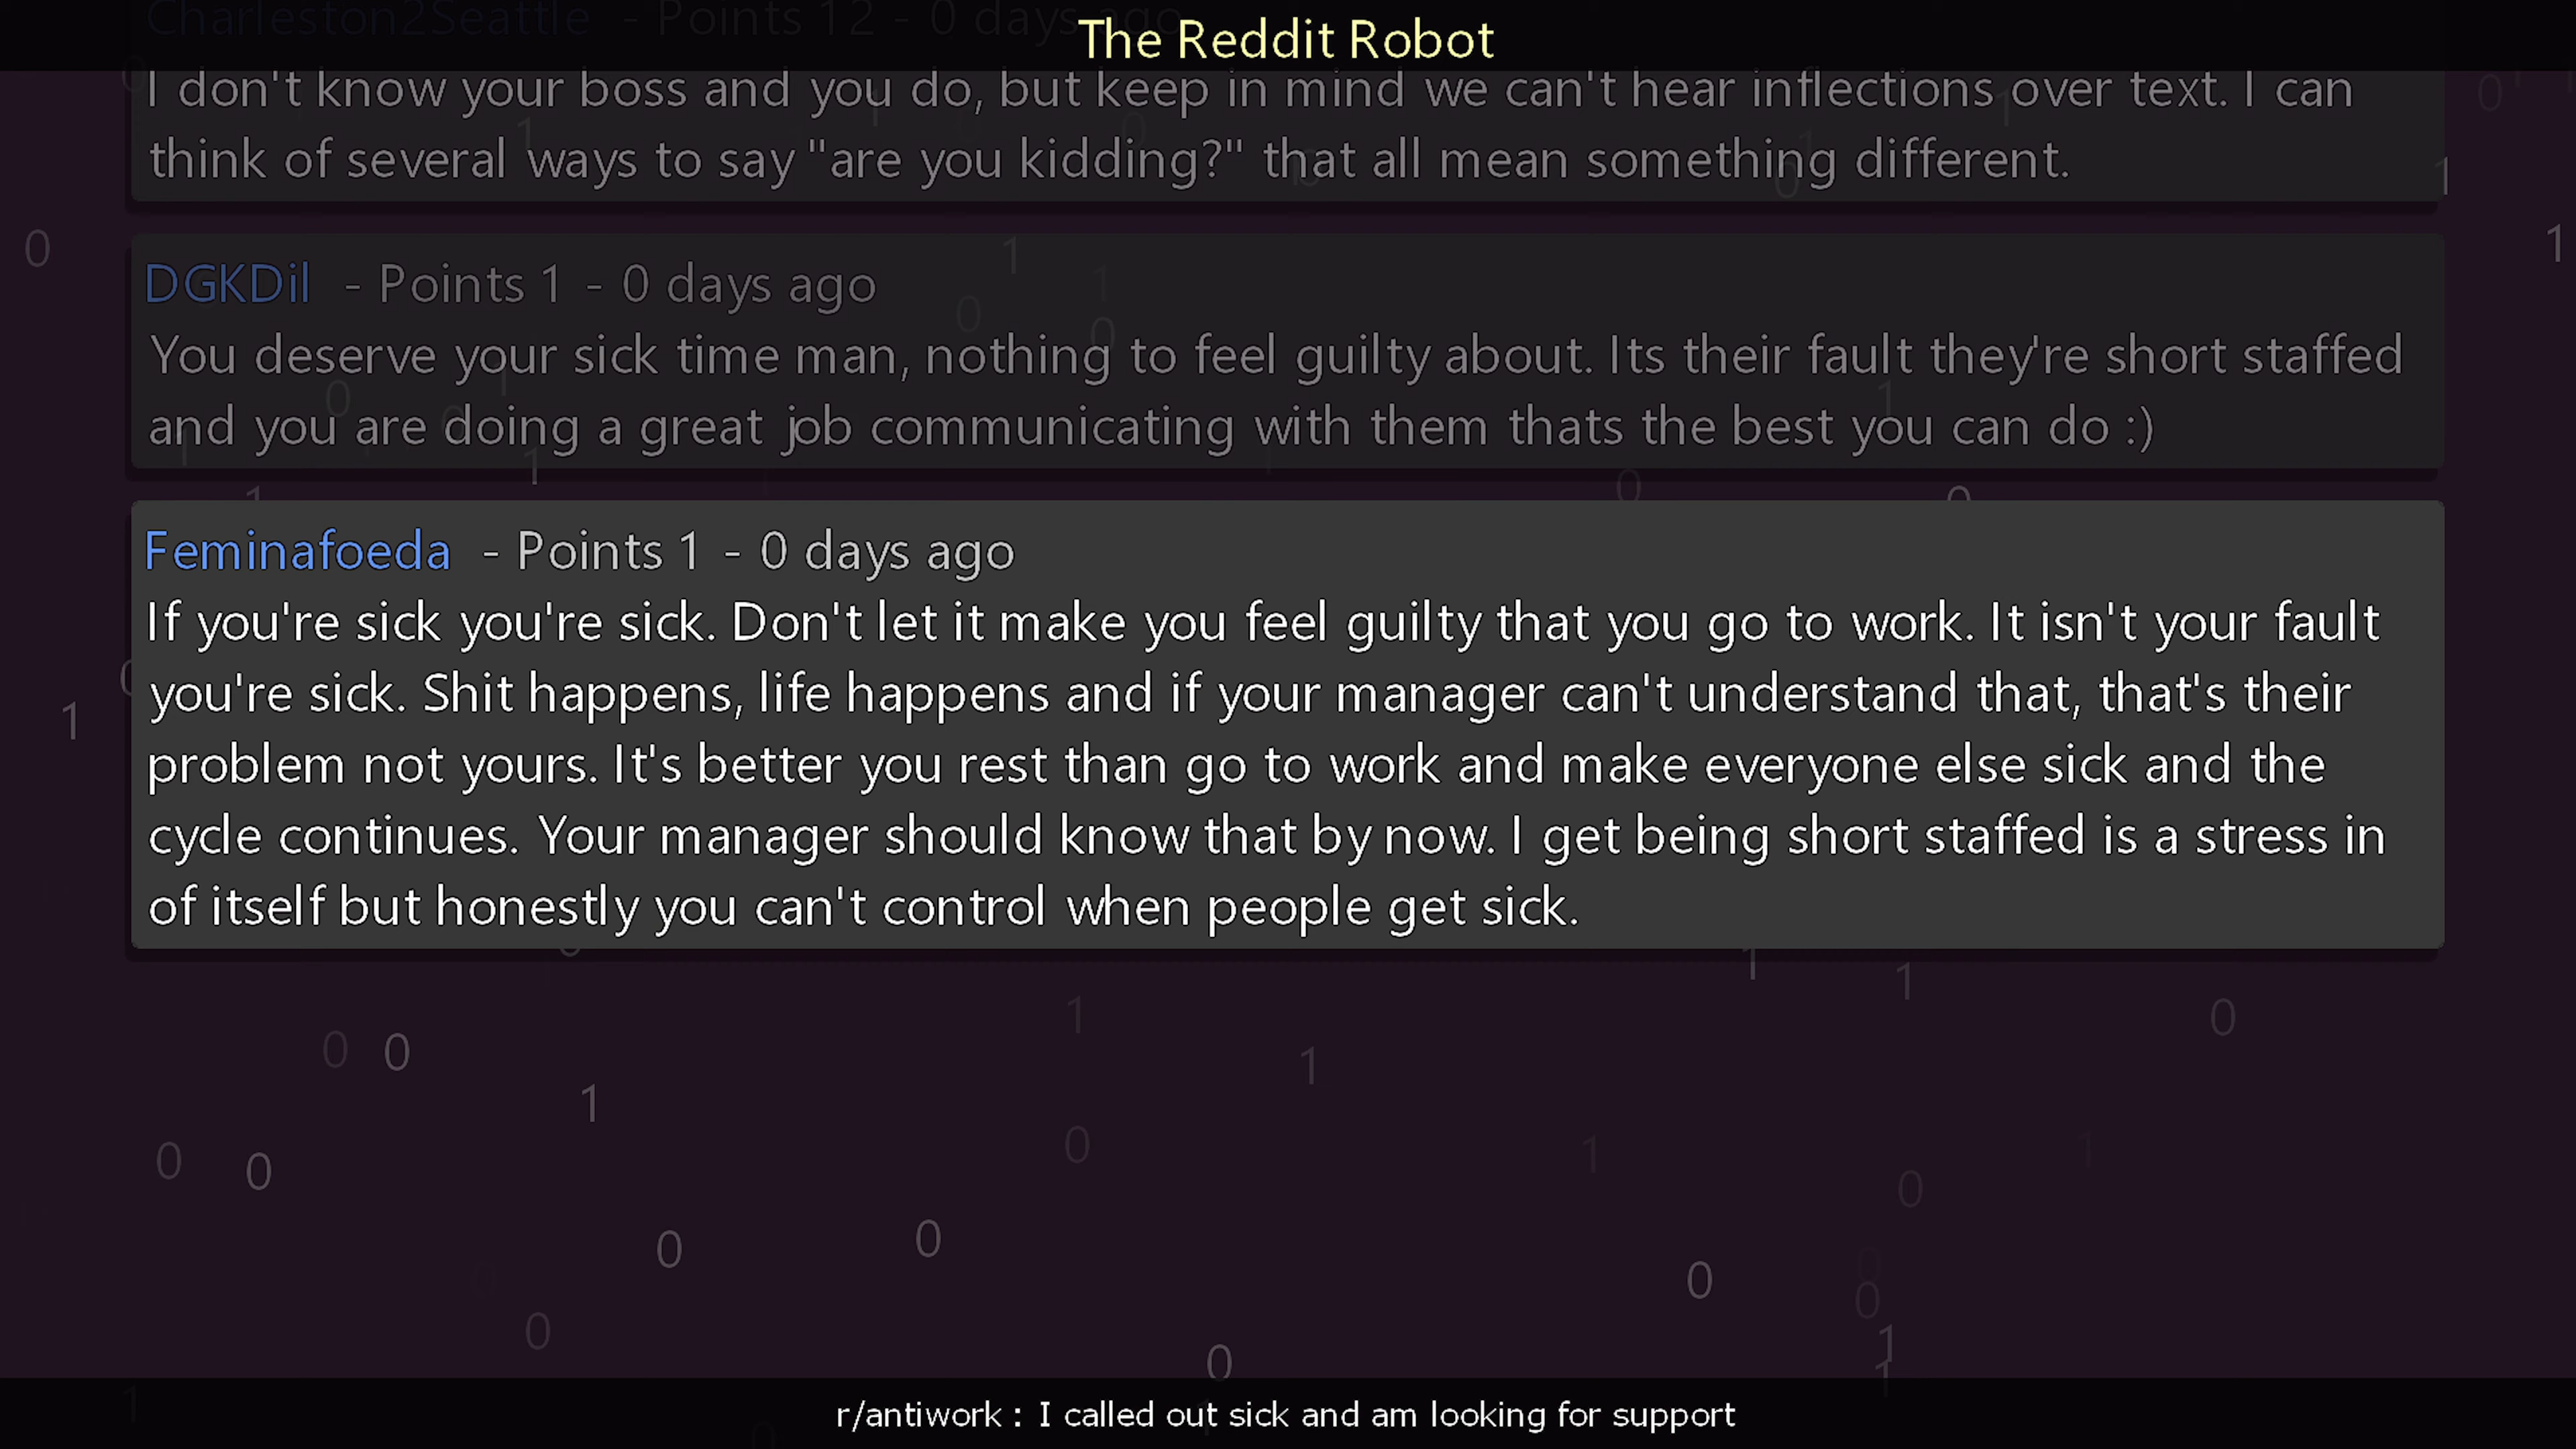 Charleston2Seattle - Points 12 - 0 days ago
The Reddit Robot
I don't know your boss and you do, but keep in mind we can't hear inflections over text. I can
think of several ways to say "are you kidding?" that all mean something different.
DGKDil - Points 1 - 0 days ago
You deserve your sick time man, nothing to feel guilty about. Its their fault they're short staffed
and you are doing a great job communicating with them thats the best you can do :)
Feminafoeda - Points 1 - 0 days ago
If you're sick you're sick. Don't let it make you feel guilty that you go to work. It isn't your fault
you're sick. Shit happens, life happens and if your manager can't understand that, that's their
problem not yours. It's better you rest than go to work and make everyone else sick and the
cycle continues. Your manager should know that by now. I get being short staffed is a stress in
of itself but honestly you can't control when people get sick.
r/antiwork : I called out sick and am looking for support